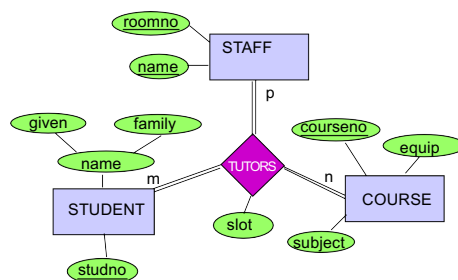 roomno
STAFF
name
p
given
family
courseno
equip
name
TUTORS
m
n
STUDENT
COURSE
slot
subject
studno